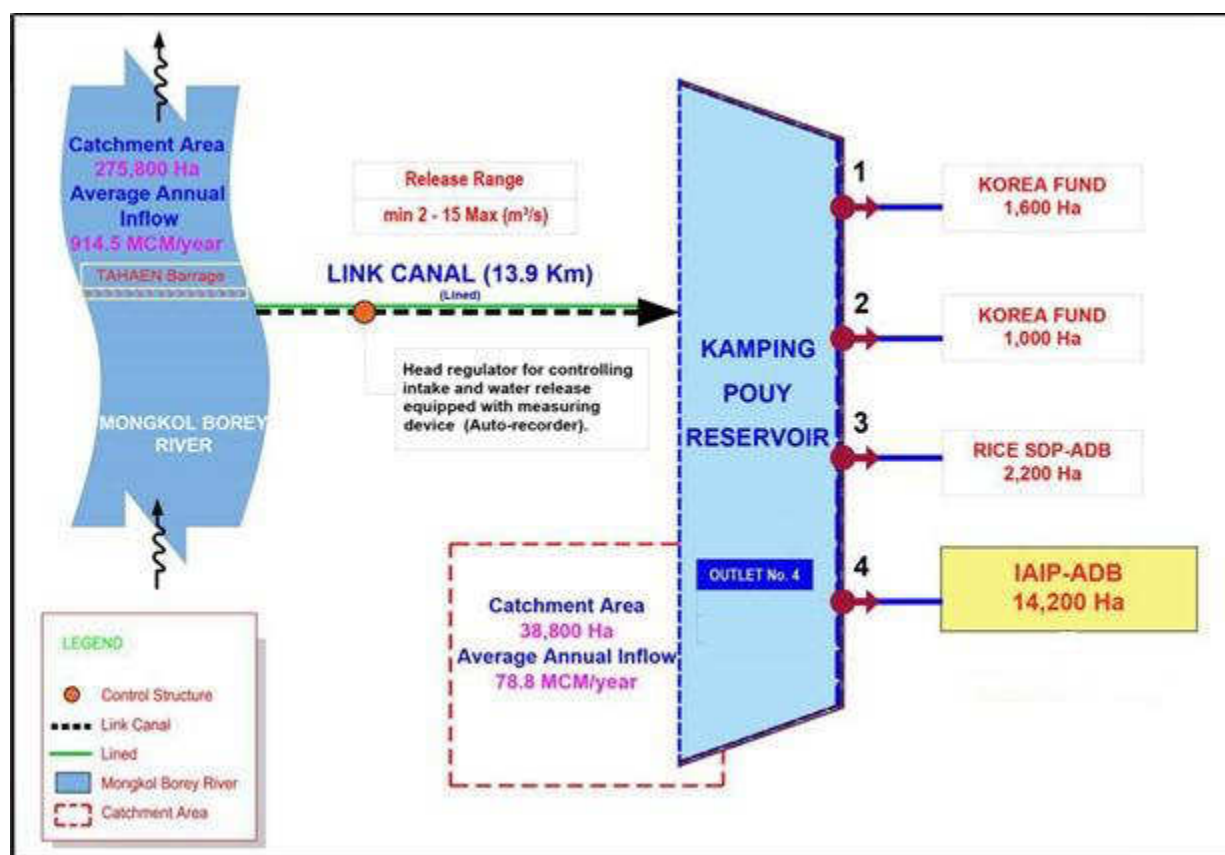 Catchment Area
275,800 Ha
Average Annual
Inflow
914.5 MCM/year
TAHAEN Barrage
MONGKOL BOREY
RIVER
Release Range
min 2 - 15 Max (m³/s)
LINK CANAL (13.9 Km)
(Lined)
Head regulator for controlling
intake and water release
equipped with measuring
device (Auto-recorder).
KAMPING
POUY
RESERVOIR
OUTLET No. 4
Catchment Area
38,800 Ha
Average Annual Inflow
78.8 MCM/year
1
KOREA FUND
1,600 Ha
2
KOREA FUND
1,000 Ha
3
RICE SDP-ADB
2,200 Ha
4
IAIP-ADB
14,200 Ha
LEGEND
Control Structure
Link Canal
Lined
Mongkol Borey River
Catchment Area